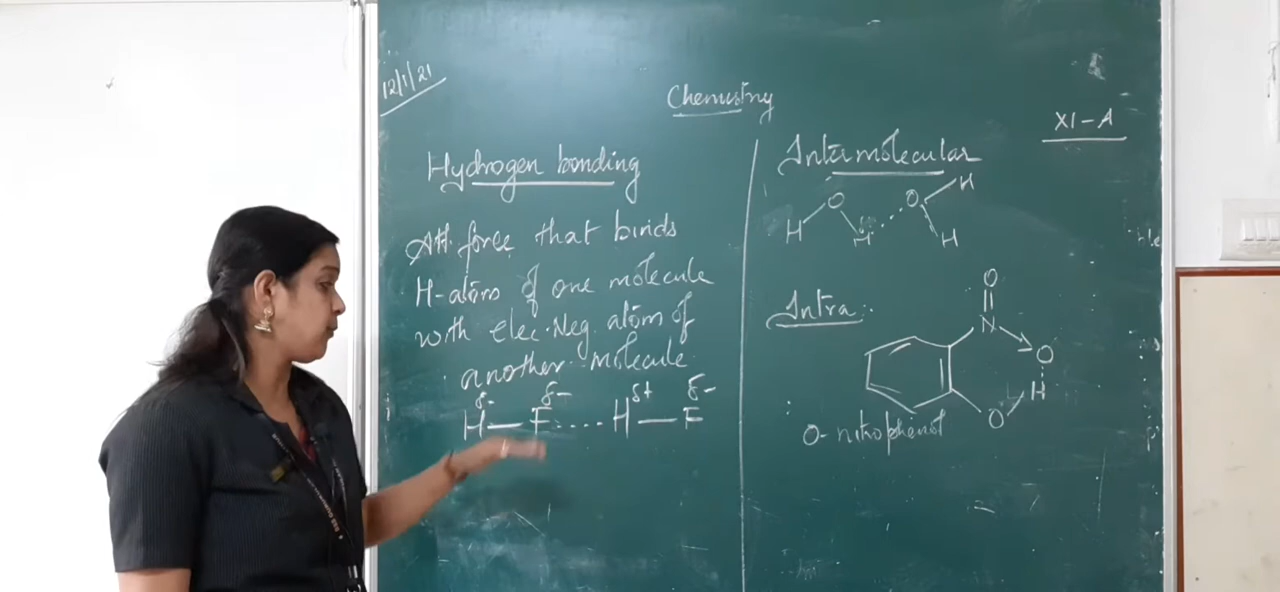 12/1/21
Chemistry
XI-A
Hydrogen bonding
Att. force that binds
H-atom of one molecule
with elec.Neg. atom of
another molecule
δ- δ- δ+ δ-
H—F....H—F
Intermolecular
O O H
H H H
Intra:
O
N
O
H
O
O-nitrophenol